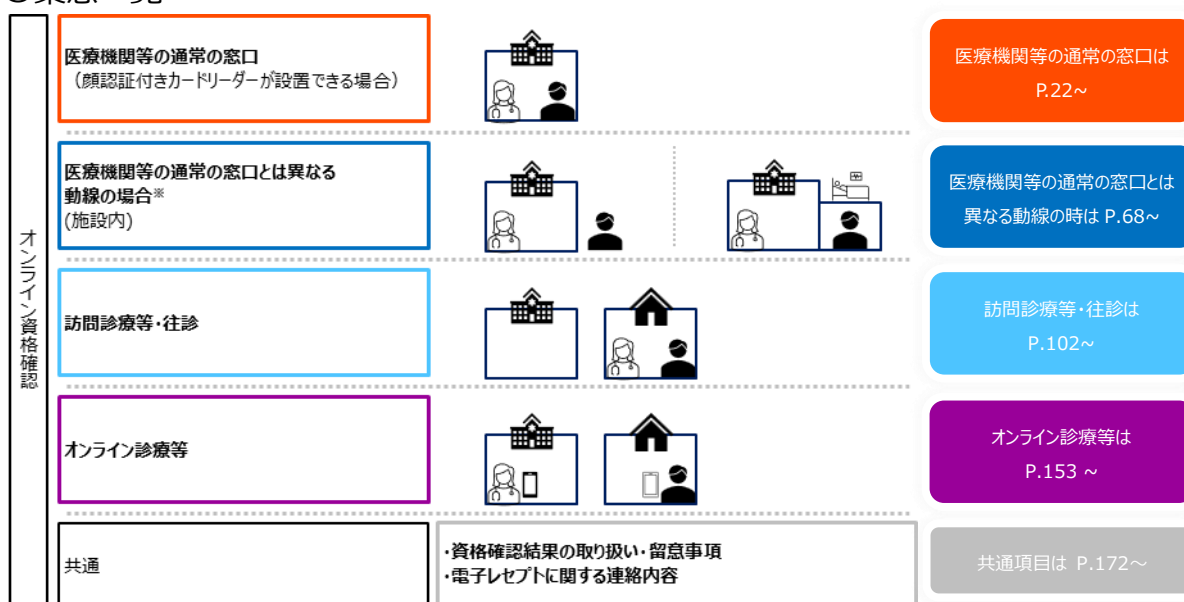 オンライン資格確認
医療機関等の通常の窓口
（顔認証付きカードリーダーが設置できる場合）
医療機関等の通常の窓口は
P.22~
医療機関等の通常の窓口とは異なる
動線の場合※
(施設内)
医療機関等の通常の窓口とは
異なる動線の時は P.68~
訪問診療等・往診
訪問診療等・往診は
P.102~
オンライン診療等
オンライン診療等は
P.153 ~
共通
・資格確認結果の取り扱い・留意事項
・電子レセプトに関する連絡内容
共通項目は P.172～